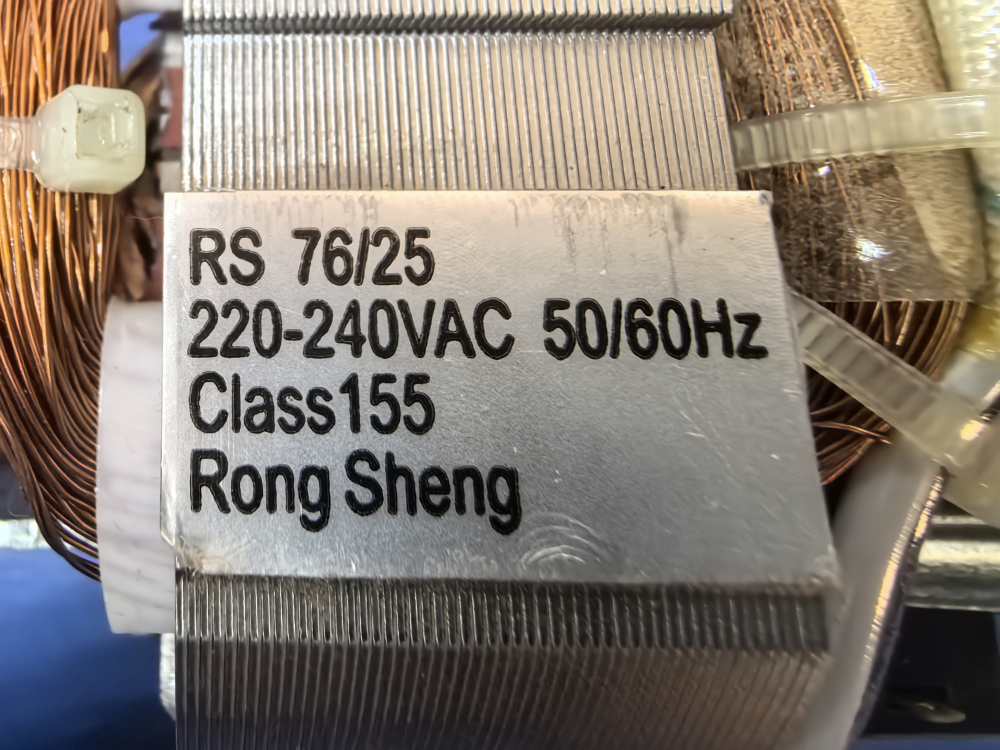 RS 76/25
220-240VAC 50/60Hz
Class155
Rong Sheng